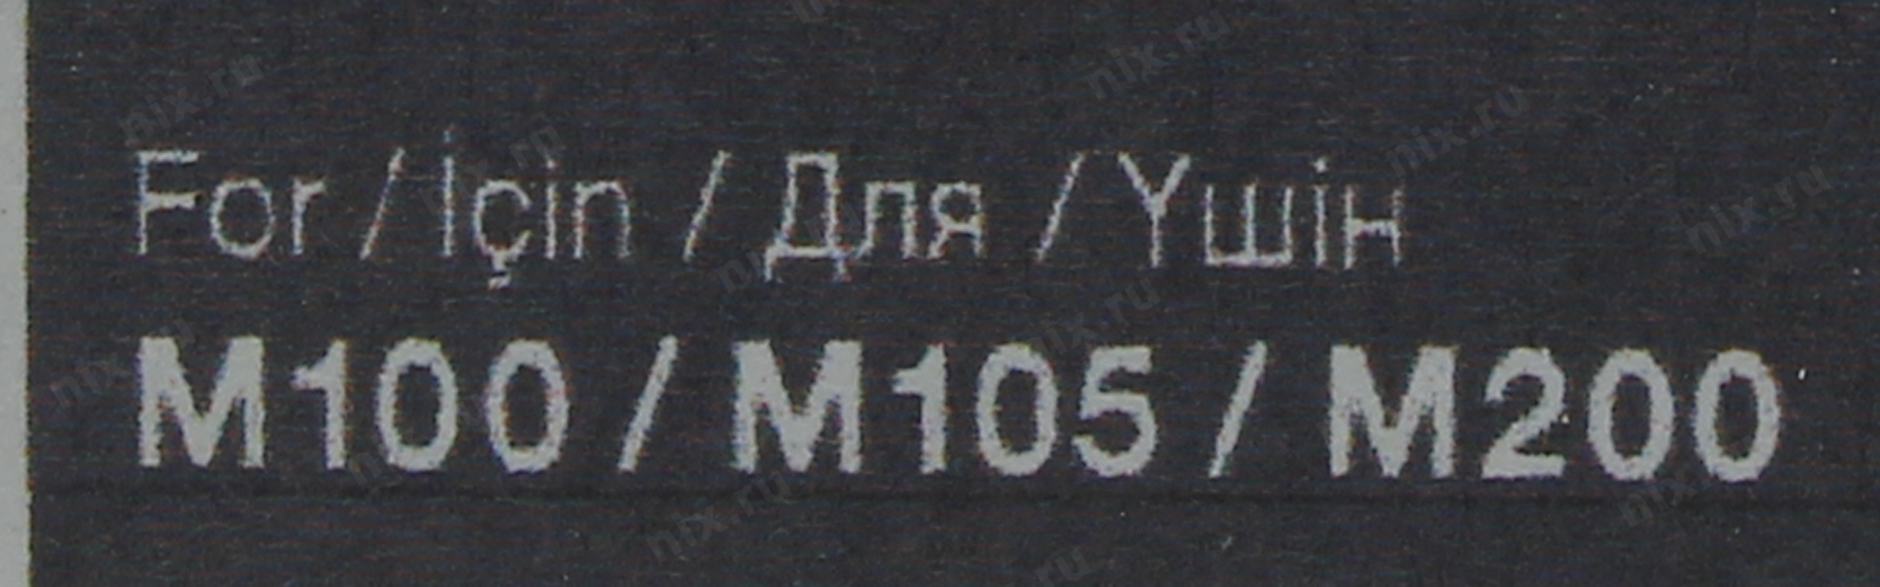 For / İçin / Для / Үшін
M100 / M105 / M200